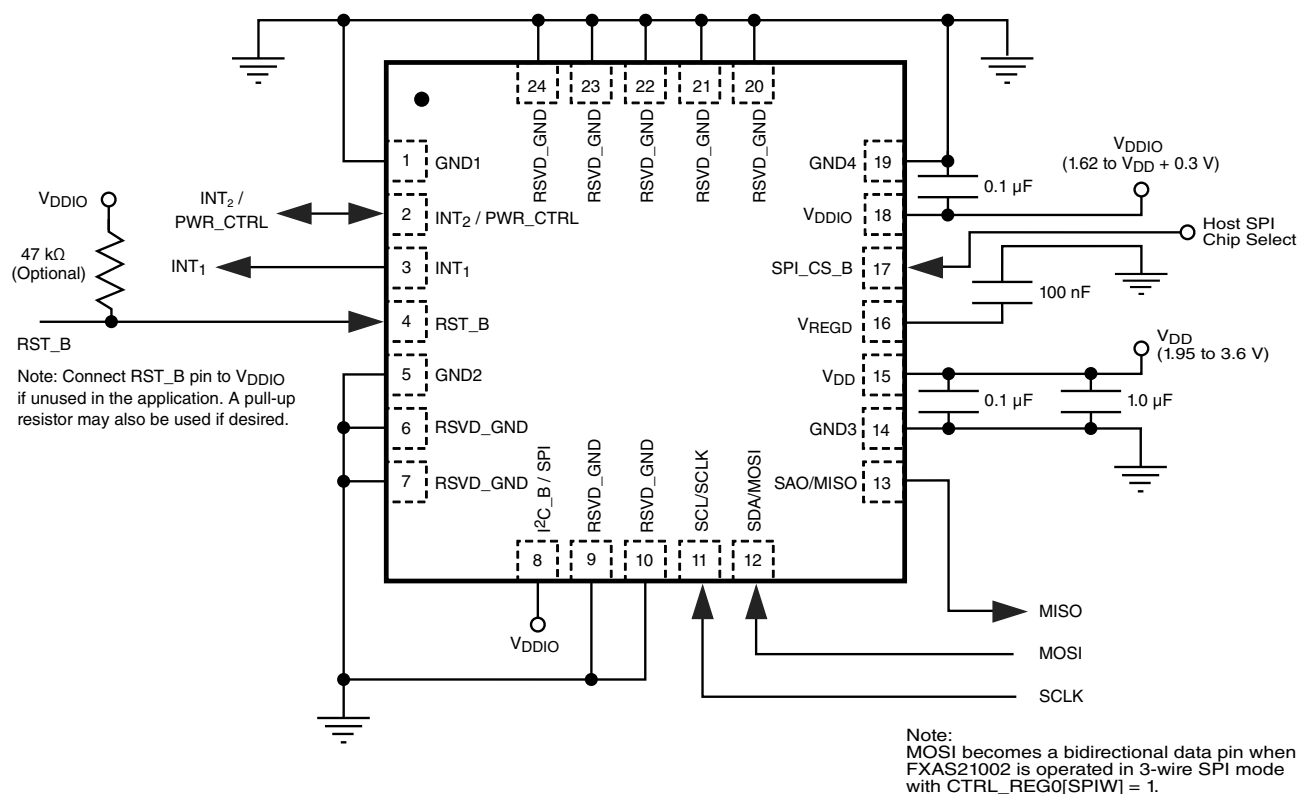 24
23
22
21
20
RSVD_GND
RSVD_GND
RSVD_GND
RSVD_GND
RSVD_GND
1
GND1
INT2 /
PWR_CTRL
2
INT2 / PWR_CTRL
INT1
3
INT1
VDDIO
47 kΩ
(Optional)
RST_B
4
RST_B
Note: Connect RST_B pin to VDDIO
if unused in the application. A pull-up
resistor may also be used if desired.
5
GND2
6
RSVD_GND
7
RSVD_GND
I2C_B / SPI
RSVD_GND
RSVD_GND
SCL/SCLK
SDA/MOSI
8
9
10
11
12
VDDIO
GND4
19
0.1 µF
VDDIO
(1.62 to VDD + 0.3 V)
VDDIO
18
Host SPI
Chip Select
SPI_CS_B
17
100 nF
VREGD
16
VDD
(1.95 to 3.6 V)
VDD
15
0.1 µF
1.0 µF
GND3
14
SAO/MISO
13
MISO
MOSI
SCLK
Note:
MOSI becomes a bidirectional data pin when
FXAS21002 is operated in 3-wire SPI mode
with CTRL_REG0[SPIW] = 1.